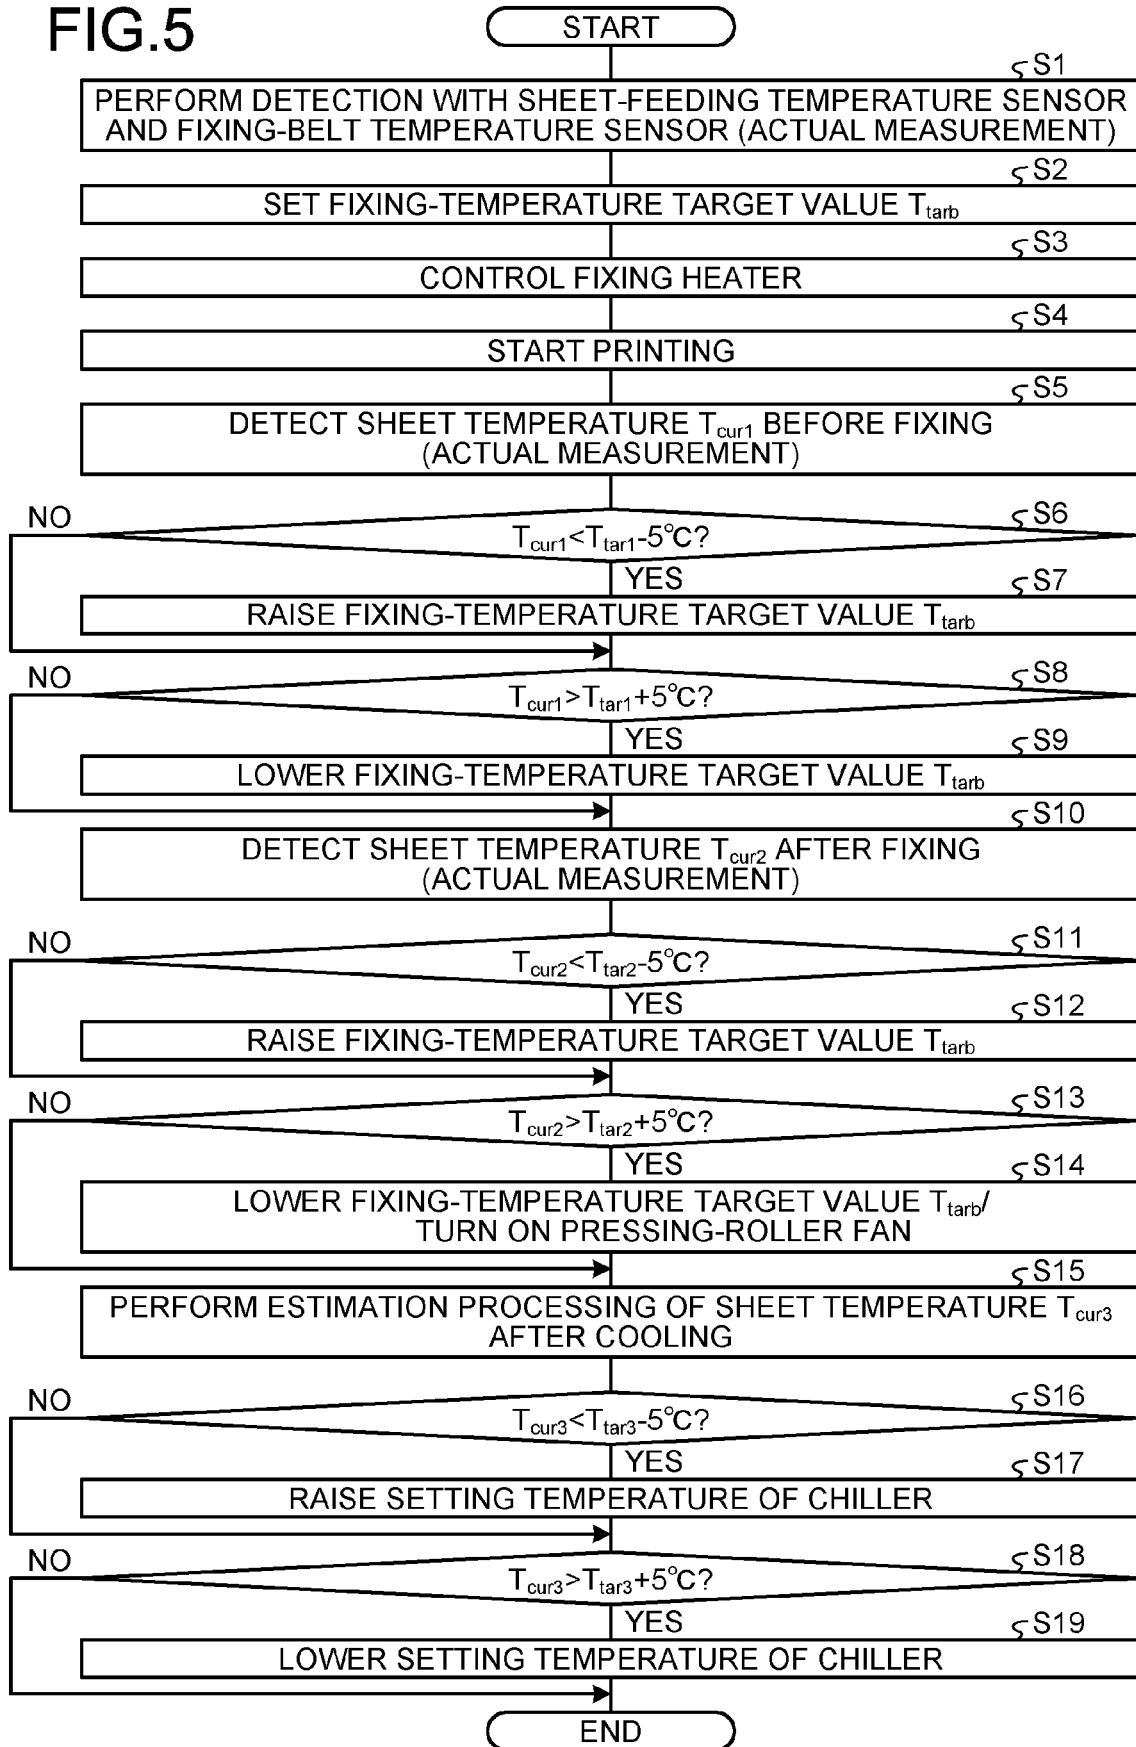 FIG.5
START
S1
PERFORM DETECTION WITH SHEET-FEEDING TEMPERATURE SENSOR
AND FIXING-BELT TEMPERATURE SENSOR (ACTUAL MEASUREMENT)
S2
SET FIXING-TEMPERATURE TARGET VALUE Ttarb
S3
CONTROL FIXING HEATER
S4
START PRINTING
S5
DETECT SHEET TEMPERATURE Tcur1 BEFORE FIXING
(ACTUAL MEASUREMENT)
S6
NO
Tcur1<Ttar1-5℃?
YES
S7
RAISE FIXING-TEMPERATURE TARGET VALUE Ttarb
S8
NO
Tcur1>Ttar1+5℃?
YES
S9
LOWER FIXING-TEMPERATURE TARGET VALUE Ttarb
S10
DETECT SHEET TEMPERATURE Tcur2 AFTER FIXING
(ACTUAL MEASUREMENT)
S11
NO
Tcur2<Ttar2-5℃?
YES
S12
RAISE FIXING-TEMPERATURE TARGET VALUE Ttarb
S13
NO
Tcur2>Ttar2+5℃?
YES
S14
LOWER FIXING-TEMPERATURE TARGET VALUE Ttarb/
TURN ON PRESSING-ROLLER FAN
S15
PERFORM ESTIMATION PROCESSING OF SHEET TEMPERATURE Tcur3
AFTER COOLING
S16
NO
Tcur3<Ttar3-5℃?
YES
S17
RAISE SETTING TEMPERATURE OF CHILLER
S18
NO
Tcur3>Ttar3+5℃?
YES
S19
LOWER SETTING TEMPERATURE OF CHILLER
END